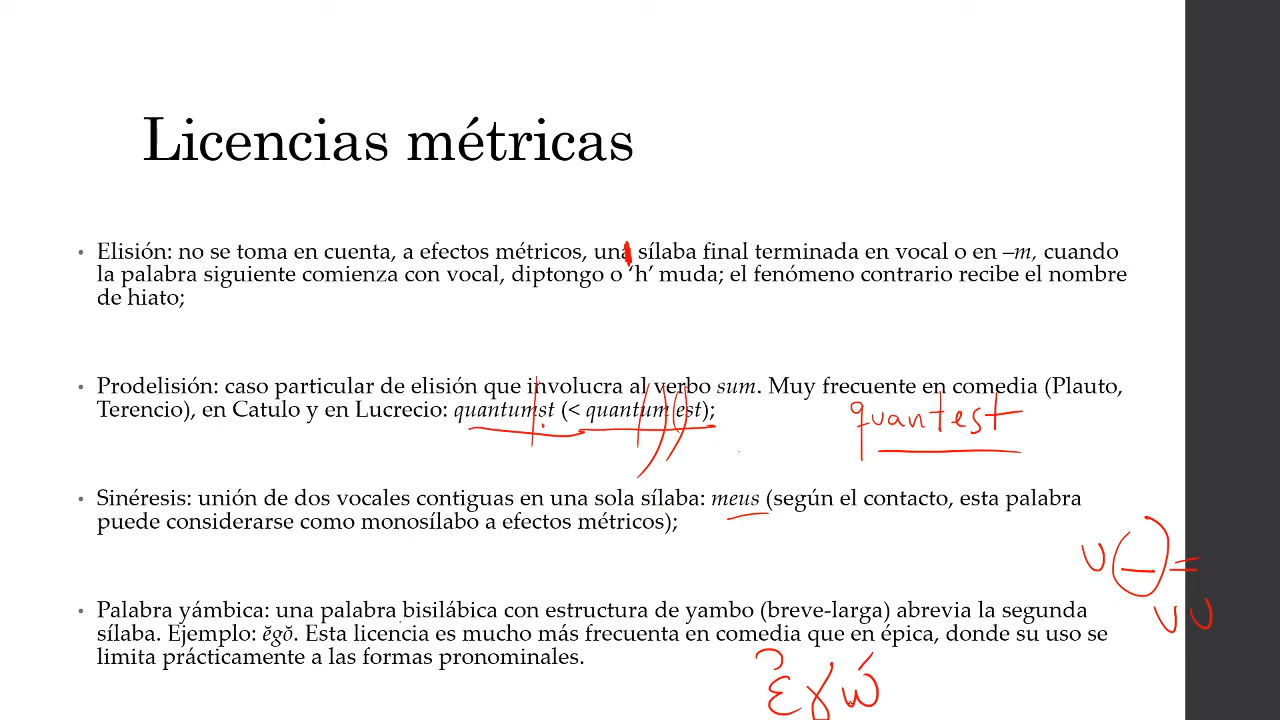 Licencias métricas
• Elisión: no se toma en cuenta, a efectos métricos, una sílaba final terminada en vocal o en –m, cuando
la palabra siguiente comienza con vocal, diptongo o ‘h’ muda; el fenómeno contrario recibe el nombre
de hiato;
• Prodelisión: caso particular de elisión que involucra al verbo sum. Muy frecuente en comedia (Plauto,
Terencio), en Catulo y en Lucrecio: quantumst (< quantum est);
quantest
• Sinéresis: unión de dos vocales contiguas en una sola sílaba: meus (según el contacto, esta palabra
puede considerarse como monosílabo a efectos métricos);
∪ (—) =
∪ ∪
• Palabra yámbica: una palabra bisilábica con estructura de yambo (breve-larga) abrevia la segunda
sílaba. Ejemplo: ĕgŏ. Esta licencia es mucho más frecuenta en comedia que en épica, donde su uso se
limita prácticamente a las formas pronominales.
ἐγώ